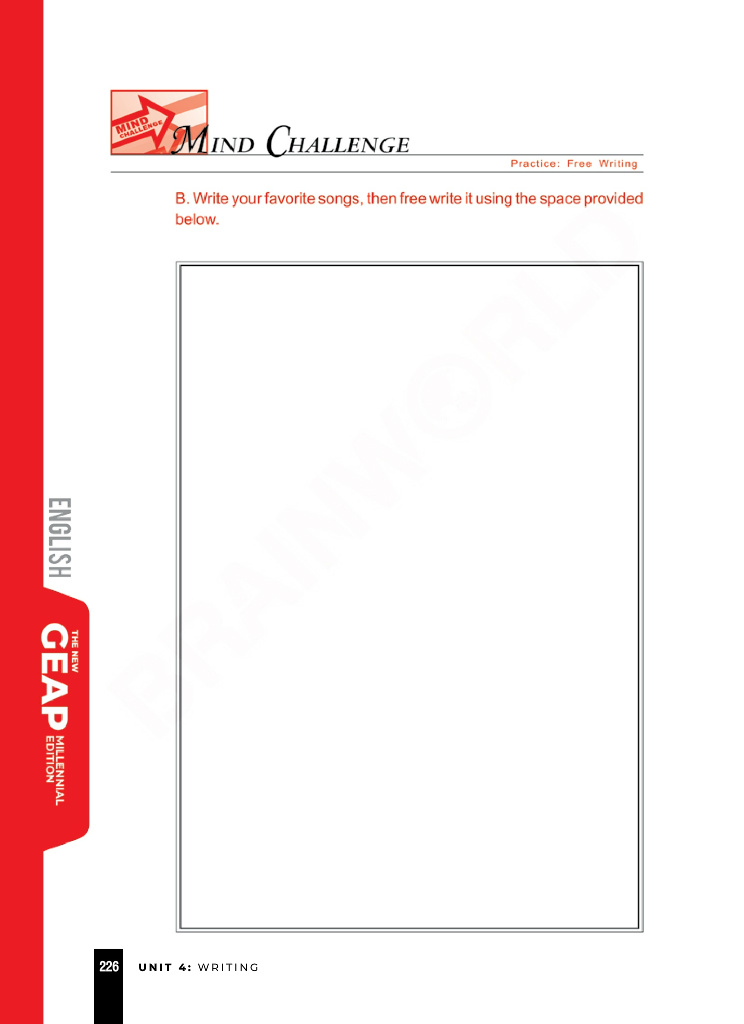 MIND
CHALLENGE
MIND CHALLENGE
Practice: Free Writing
B. Write your favorite songs, then free write it using the space provided
below.
BRAINWORLD
ENGLISH
THE NEW
GEAP
MILLENNIAL
EDITION
226 UNIT 4: WRITING